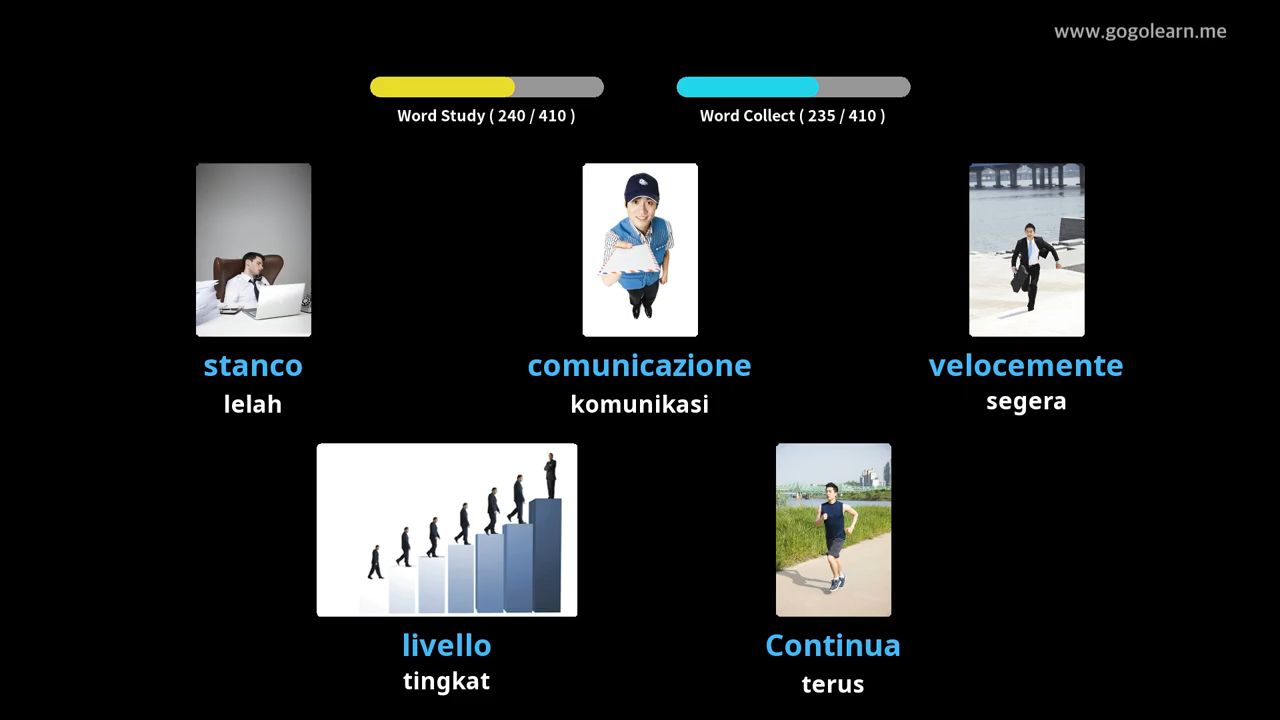 www.gogolearn.me
Word Study ( 240 / 410 )
Word Collect ( 235 / 410 )
stanco
lelah
comunicazione
komunikasi
velocemente
segera
livello
tingkat
Continua
terus